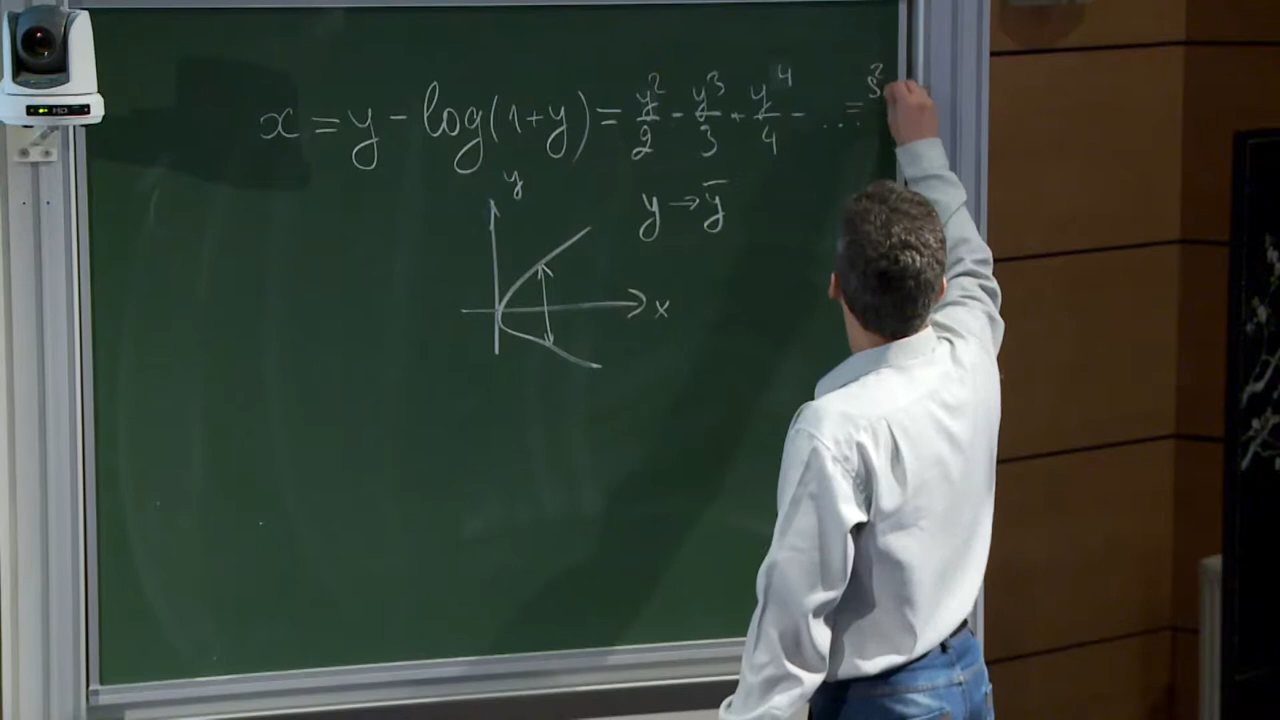 x = y - log(1+y) = y²/2 - y³/3 + y⁴/4 - ... = s²
y
y → ȳ
x